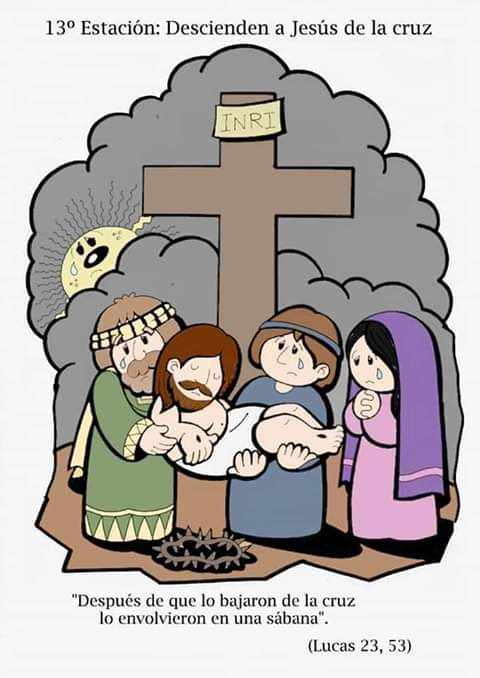 13º Estación: Descienden a Jesús de la cruz
INRI
"Después de que lo bajaron de la cruz
lo envolvieron en una sábana".
(Lucas 23, 53)